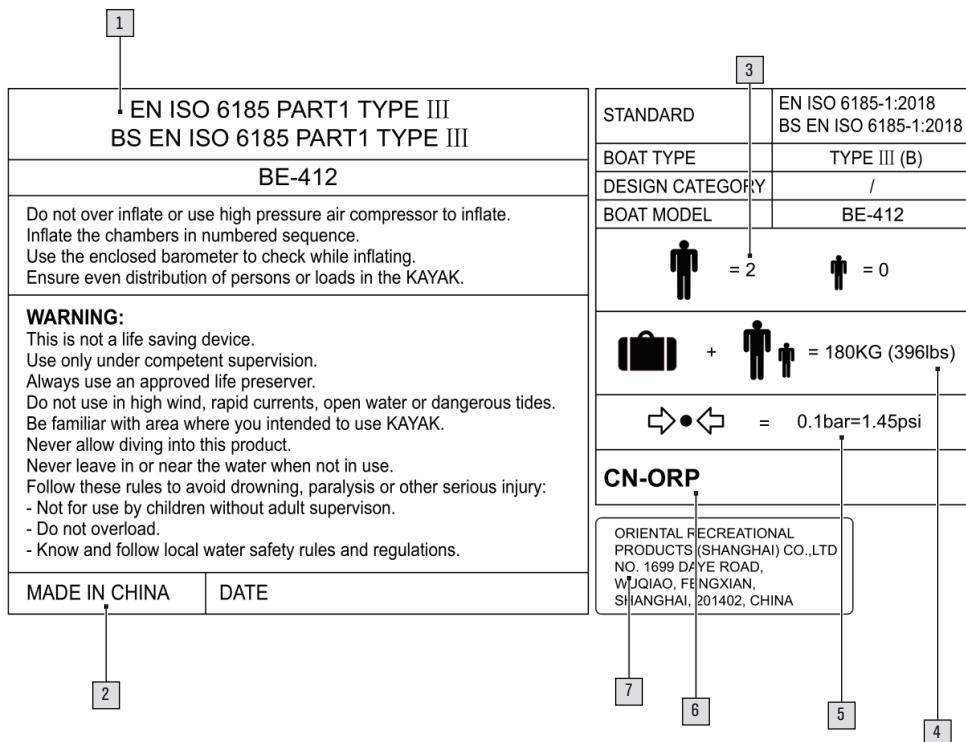 1
EN ISO 6185 PART1 TYPE III
BS EN ISO 6185 PART1 TYPE III
BE-412
Do not over inflate or use high pressure air compressor to inflate.
Inflate the chambers in numbered sequence.
Use the enclosed barometer to check while inflating.
Ensure even distribution of persons or loads in the KAYAK.
WARNING:
This is not a life saving device.
Use only under competent supervision.
Always use an approved life preserver.
Do not use in high wind, rapid currents, open water or dangerous tides.
Be familiar with area where you intended to use KAYAK.
Never allow diving into this product.
Never leave in or near the water when not in use.
Follow these rules to avoid drowning, paralysis or other serious injury:
- Not for use by children without adult supervison.
- Do not overload.
- Know and follow local water safety rules and regulations.
MADE IN CHINA DATE
2
3
STANDARD EN ISO 6185-1:2018
BS EN ISO 6185-1:2018
BOAT TYPE TYPE III (B)
DESIGN CATEGORY /
BOAT MODEL BE-412
= 2 = 0
+ = 180KG (396lbs)
= 0.1bar=1.45psi
CN-ORP
ORIENTAL RECREATIONAL
PRODUCTS (SHANGHAI) CO.,LTD
NO. 1699 DAYE ROAD,
WUQIAO, FENGXIAN,
SHANGHAI, 201402, CHINA
7
6
5
4